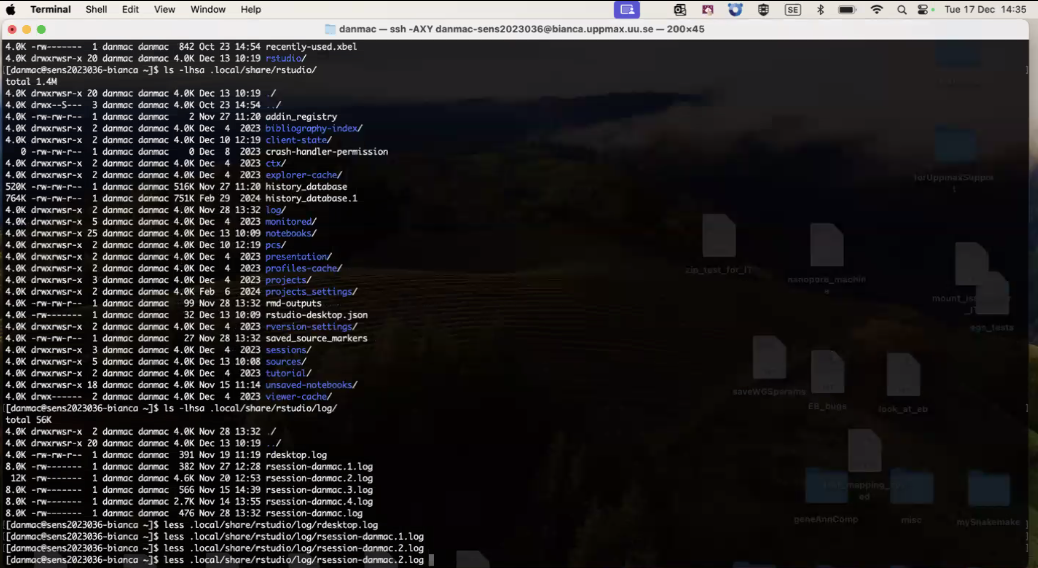 Terminal Shell Edit View Window Help SE Tue 17 Dec 14:35
danmac — ssh -AXY danmac-sens2023036@bianca.uppmax.uu.se — 200×45
4.0K -rw------- 1 danmac danmac 842 Oct 23 14:54 recently-used.xbel
4.0K drwxrwsr-x 20 danmac danmac 4.0K Dec 13 10:19 rstudio/
[danmac@sens2023036-bianca ~]$ ls -lhsa .local/share/rstudio/
total 1.4M
4.0K drwxrwsr-x 20 danmac danmac 4.0K Dec 13 10:19 ./
4.0K drwx--S--- 3 danmac danmac 4.0K Oct 23 14:54 ../
4.0K -rw-rw-r-- 1 danmac danmac 2 Nov 27 11:20 addin_registry
4.0K drwxrwsr-x 2 danmac danmac 4.0K Dec 4 2023 bibliography-index/
4.0K drwxrwsr-x 2 danmac danmac 4.0K Dec 10 12:19 client-state/
0 -rw-rw-r-- 1 danmac danmac 0 Dec 8 2023 crash-handler-permission
4.0K drwxrwsr-x 2 danmac danmac 4.0K Dec 4 2023 ctx/
4.0K drwxrwsr-x 2 danmac danmac 4.0K Dec 4 2023 explorer-cache/
520K -rw-rw-r-- 1 danmac danmac 516K Nov 27 11:20 history_database
764K -rw-rw-r-- 1 danmac danmac 751K Feb 29 2024 history_database.1
4.0K drwxrwsr-x 2 danmac danmac 4.0K Nov 28 13:32 log/
4.0K drwxrwsr-x 5 danmac danmac 4.0K Dec 4 2023 monitored/
4.0K drwxrwsr-x 25 danmac danmac 4.0K Dec 13 10:09 notebooks/
4.0K drwxrwsr-x 2 danmac danmac 4.0K Dec 10 12:19 pcs/
4.0K drwxrwsr-x 2 danmac danmac 4.0K Dec 4 2023 presentation/
4.0K drwxrwsr-x 2 danmac danmac 4.0K Dec 4 2023 profiles-cache/
4.0K drwxrwsr-x 3 danmac danmac 4.0K Dec 4 2023 projects/
4.0K drwxrwsr-x 2 danmac danmac 4.0K Feb 6 2024 projects_settings/
4.0K -rw-rw-r-- 1 danmac danmac 99 Nov 28 13:32 rmd-outputs
4.0K -rw-rw-r-- 1 danmac danmac 32 Dec 13 10:09 rstudio-desktop.json
4.0K drwxrwsr-x 2 danmac danmac 4.0K Dec 4 2023 rversion-settings/
4.0K -rw-rw-r-- 1 danmac danmac 27 Nov 28 13:32 saved_source_markers
4.0K drwxrwsr-x 3 danmac danmac 4.0K Dec 4 2023 sessions/
4.0K drwxrwsr-x 5 danmac danmac 4.0K Dec 13 10:08 sources/
4.0K drwxrwsr-x 2 danmac danmac 4.0K Dec 4 2023 tutorial/
4.0K drwxrwsr-x 18 danmac danmac 4.0K Nov 15 11:14 unsaved-notebooks/
4.0K drwx------ 2 danmac danmac 4.0K Dec 4 2023 viewer-cache/
[danmac@sens2023036-bianca ~]$ ls -lhsa .local/share/rstudio/log/
total 56K
4.0K drwxrwsr-x 2 danmac danmac 4.0K Nov 28 13:32 ./
4.0K drwxrwsr-x 20 danmac danmac 4.0K Dec 13 10:19 ../
4.0K -rw-rw-r-- 1 danmac danmac 391 Nov 19 11:19 rdesktop.log
8.0K -rw------- 1 danmac danmac 382 Nov 27 12:28 rsession-danmac.1.log
12K -rw------- 1 danmac danmac 4.6K Nov 20 12:53 rsession-danmac.2.log
8.0K -rw------- 1 danmac danmac 566 Nov 15 14:39 rsession-danmac.3.log
8.0K -rw------- 1 danmac danmac 2.7K Nov 14 13:55 rsession-danmac.4.log
8.0K -rw------- 1 danmac danmac 476 Nov 28 13:32 rsession-danmac.log
[danmac@sens2023036-bianca ~]$ less .local/share/rstudio/log/rdesktop.log
[danmac@sens2023036-bianca ~]$ less .local/share/rstudio/log/rsession-danmac.1.log
[danmac@sens2023036-bianca ~]$ less .local/share/rstudio/log/rsession-danmac.2.log
[danmac@sens2023036-bianca ~]$ less .local/share/rstudio/log/rsession-danmac.2.log
saveWGSparams
EB_bugs
look_at_str
geneAnnComp
misc
mySnakemake